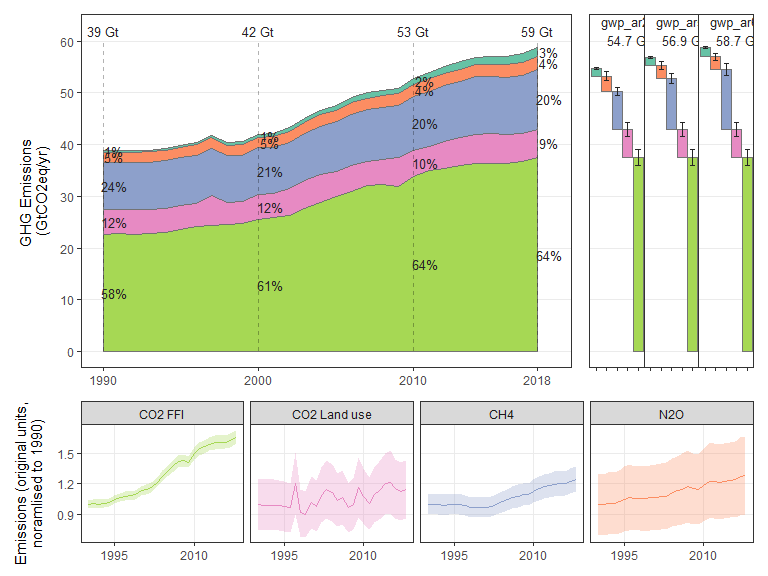 39 Gt
42 Gt
53 Gt
59 Gt
gwp_ar
gwp_ar
gwp_ar
54.7 G
56.9 G
58.7 G
GHG Emissions
(GtCO2eq/yr)
60
50
40
30
20
10
0
1%
5%
24%
12%
58%
1%
5%
21%
12%
61%
2%
4%
20%
10%
64%
3%
4%
20%
9%
64%
1990
2000
2010
2018
Emissions (original units,
noramlised to 1990)
CO2 FFI
CO2 Land use
CH4
N2O
1.5
1.2
0.9
1995
2010
1995
2010
1995
2010
1995
2010